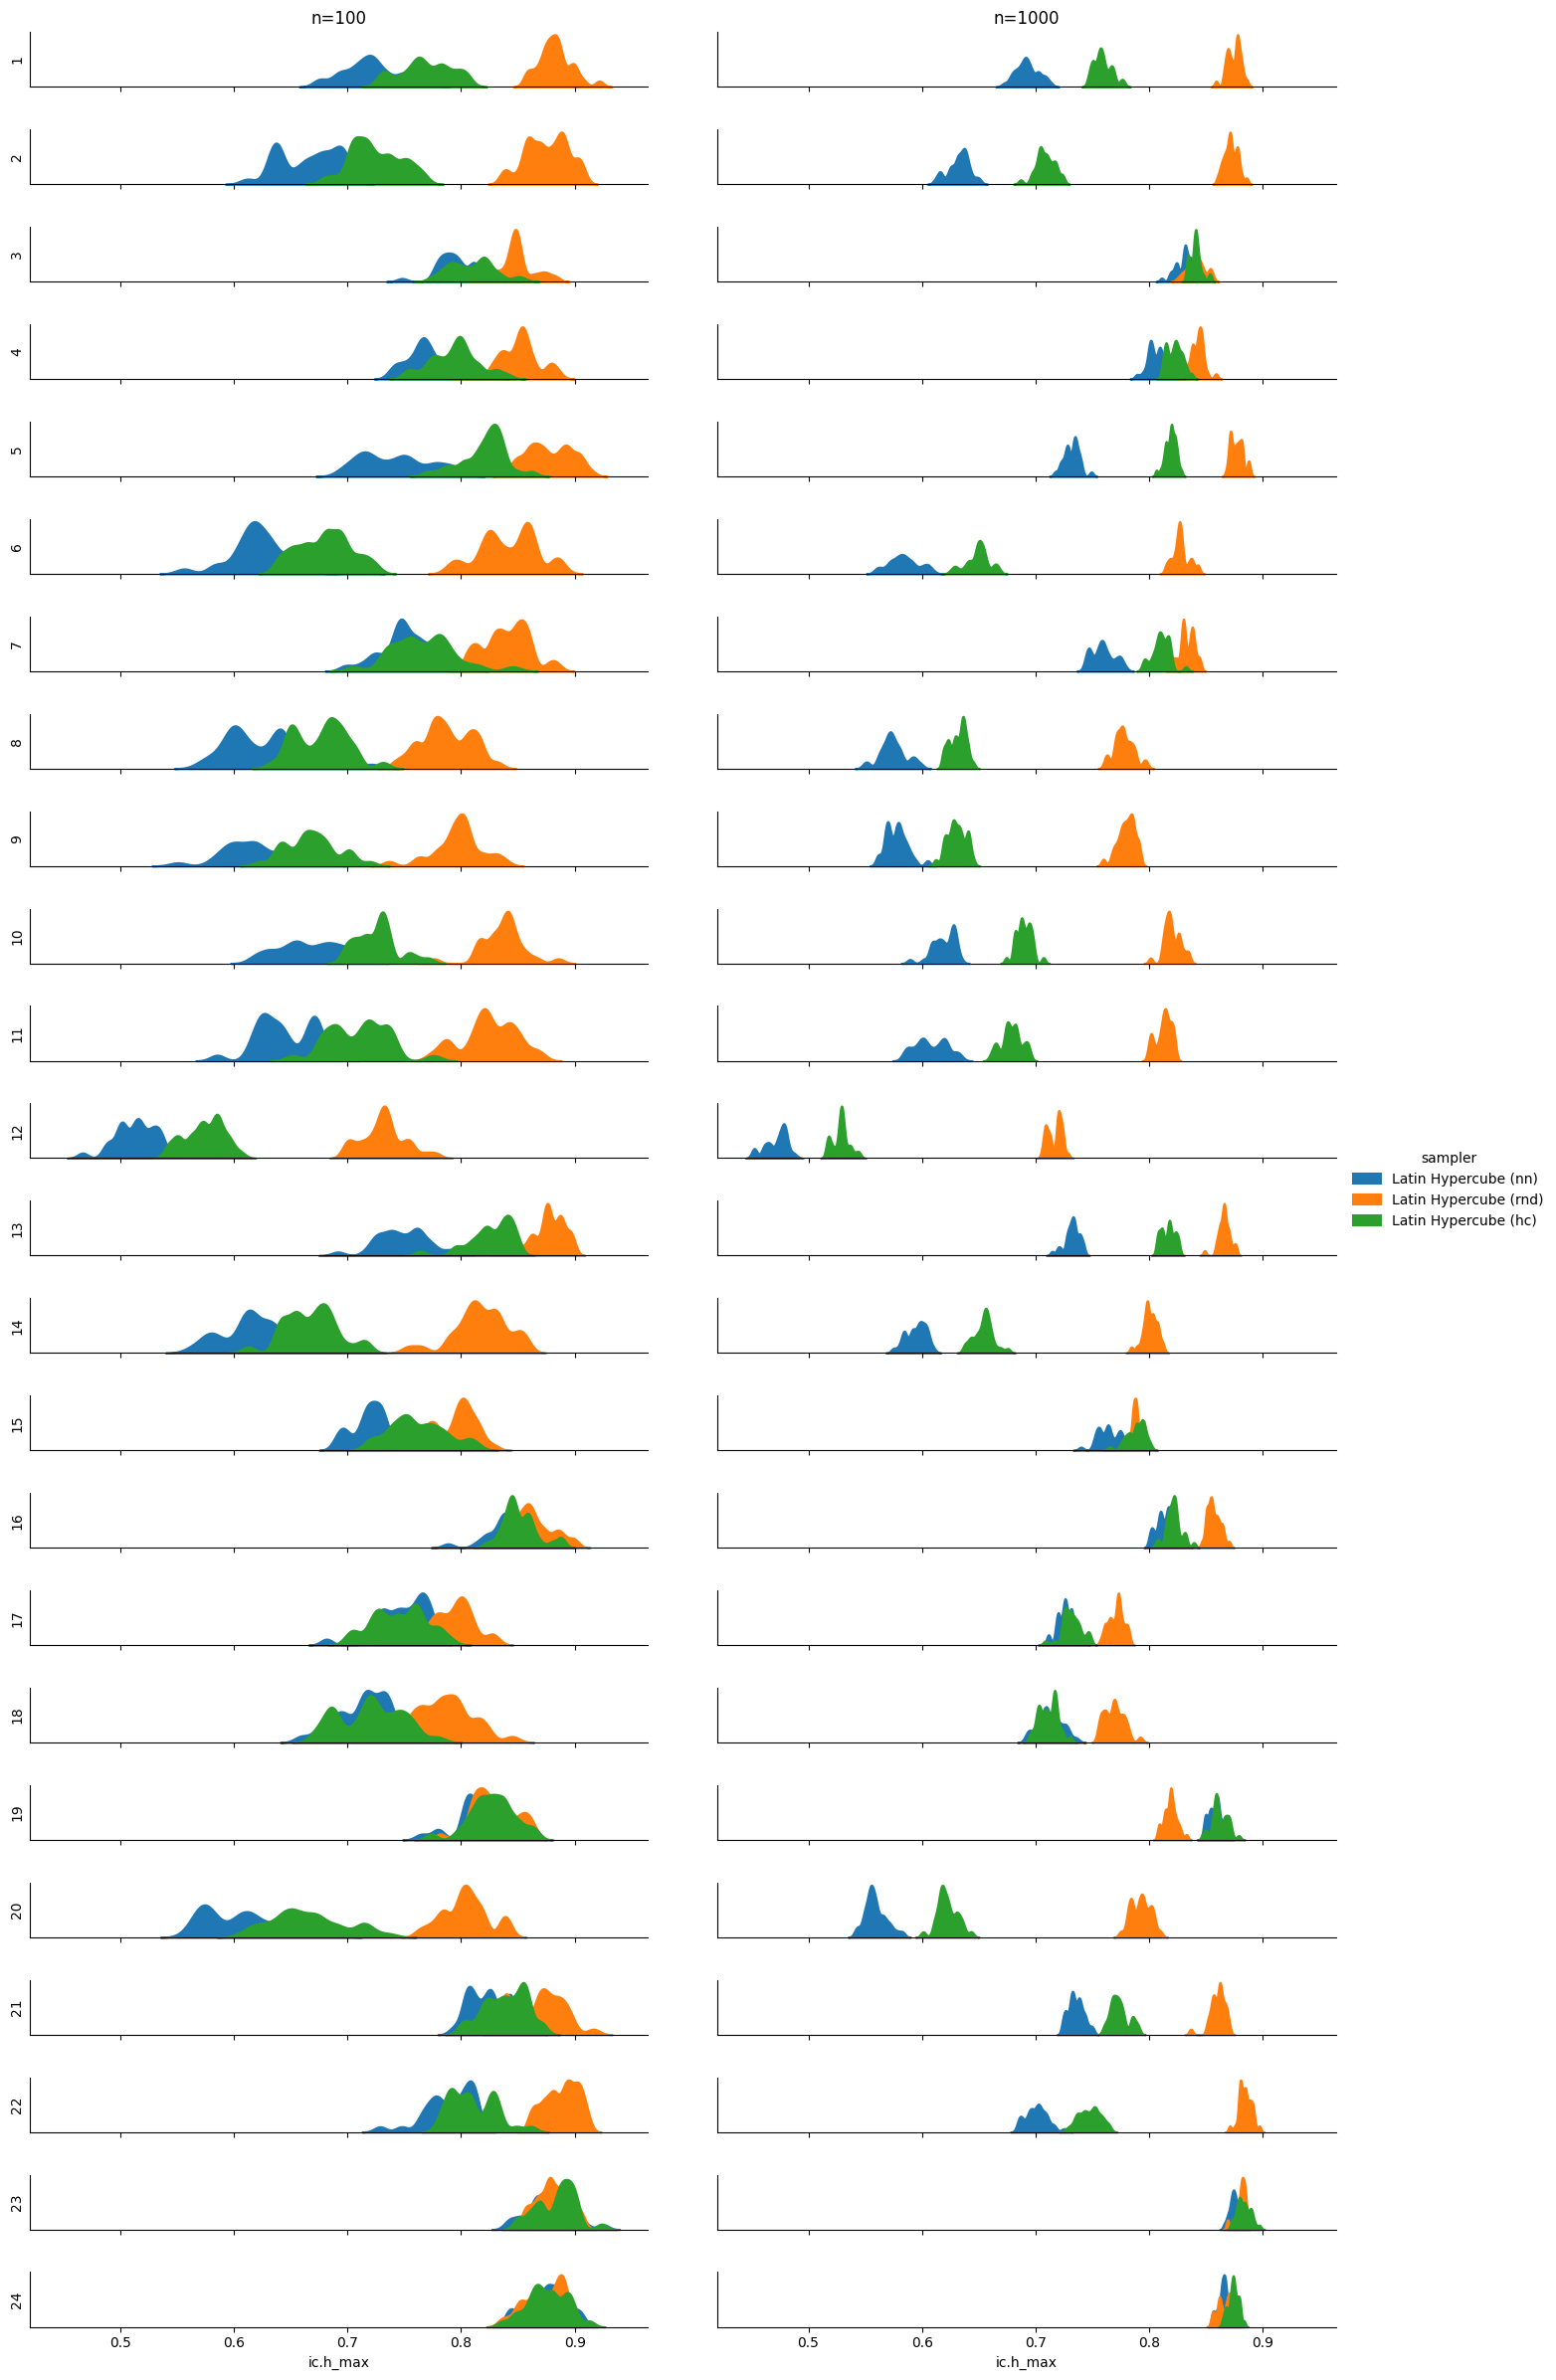 n=100
n=1000
1
2
3
4
5
6
7
8
9
10
11
12
sampler
Latin Hypercube (nn)
Latin Hypercube (rnd)
Latin Hypercube (hc)
13
14
15
16
17
18
19
20
21
22
23
24
0.5 0.6 0.7 0.8 0.9
0.5 0.6 0.7 0.8 0.9
ic.h_max
ic.h_max